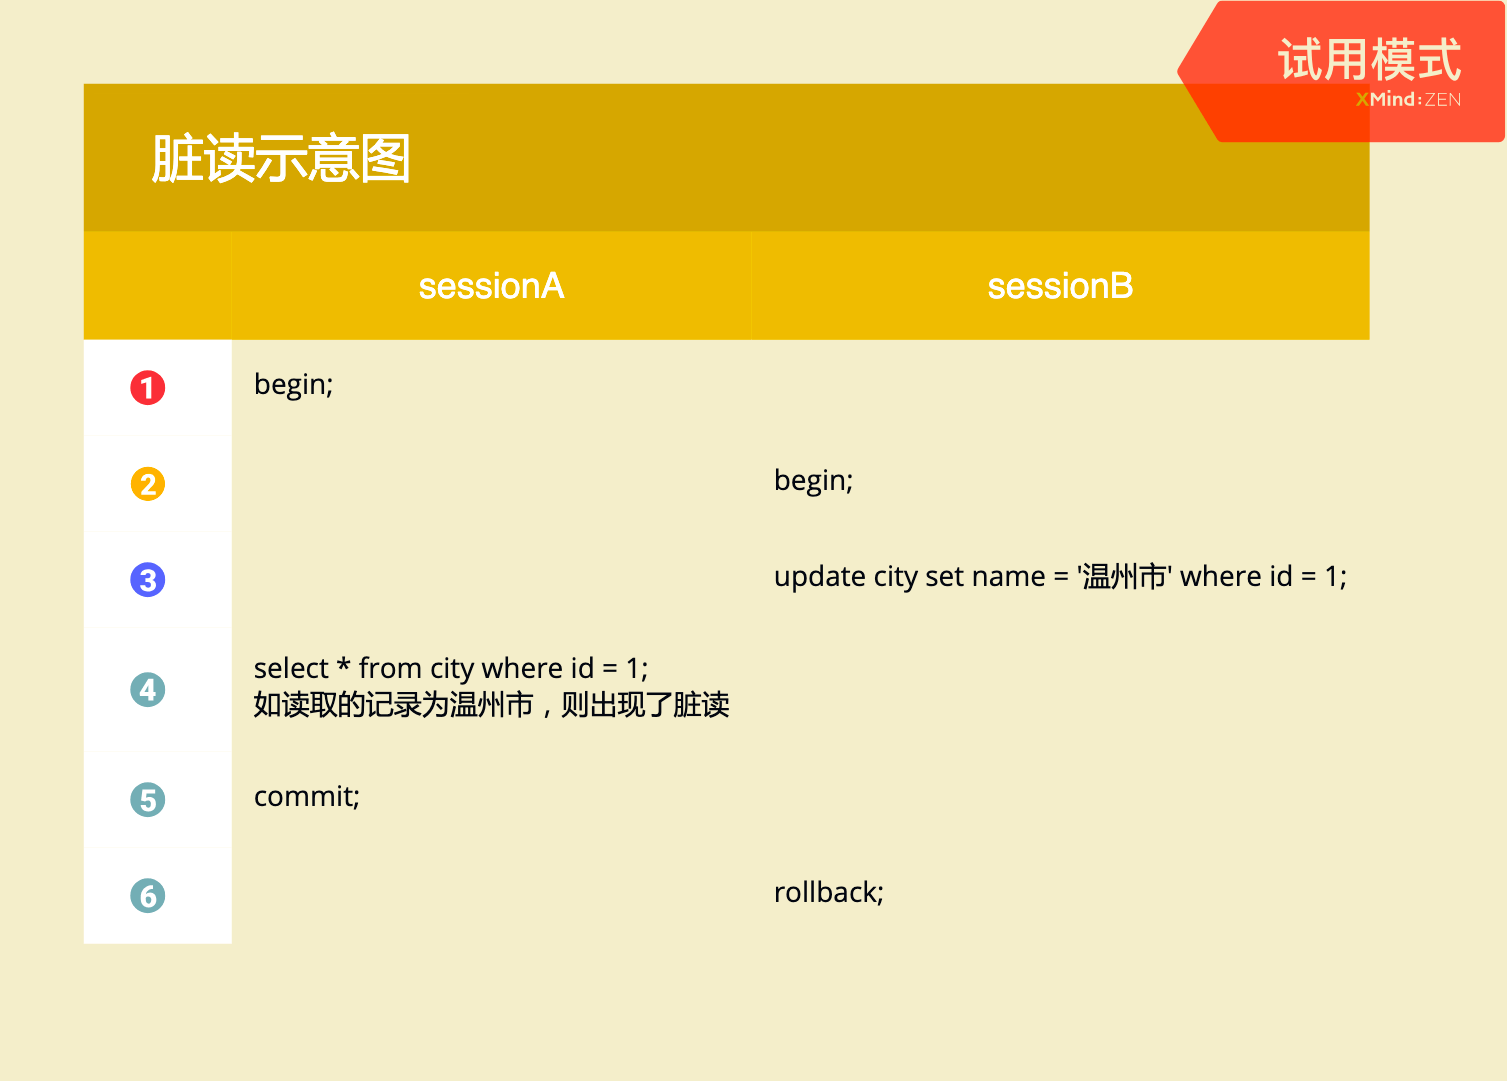 试用模式
XMind:ZEN
脏读示意图
sessionA sessionB
1 begin;
2 begin;
3 update city set name = '温州市' where id = 1;
4 select * from city where id = 1;
如读取的记录为温州市，则出现了脏读
5 commit;
6 rollback;